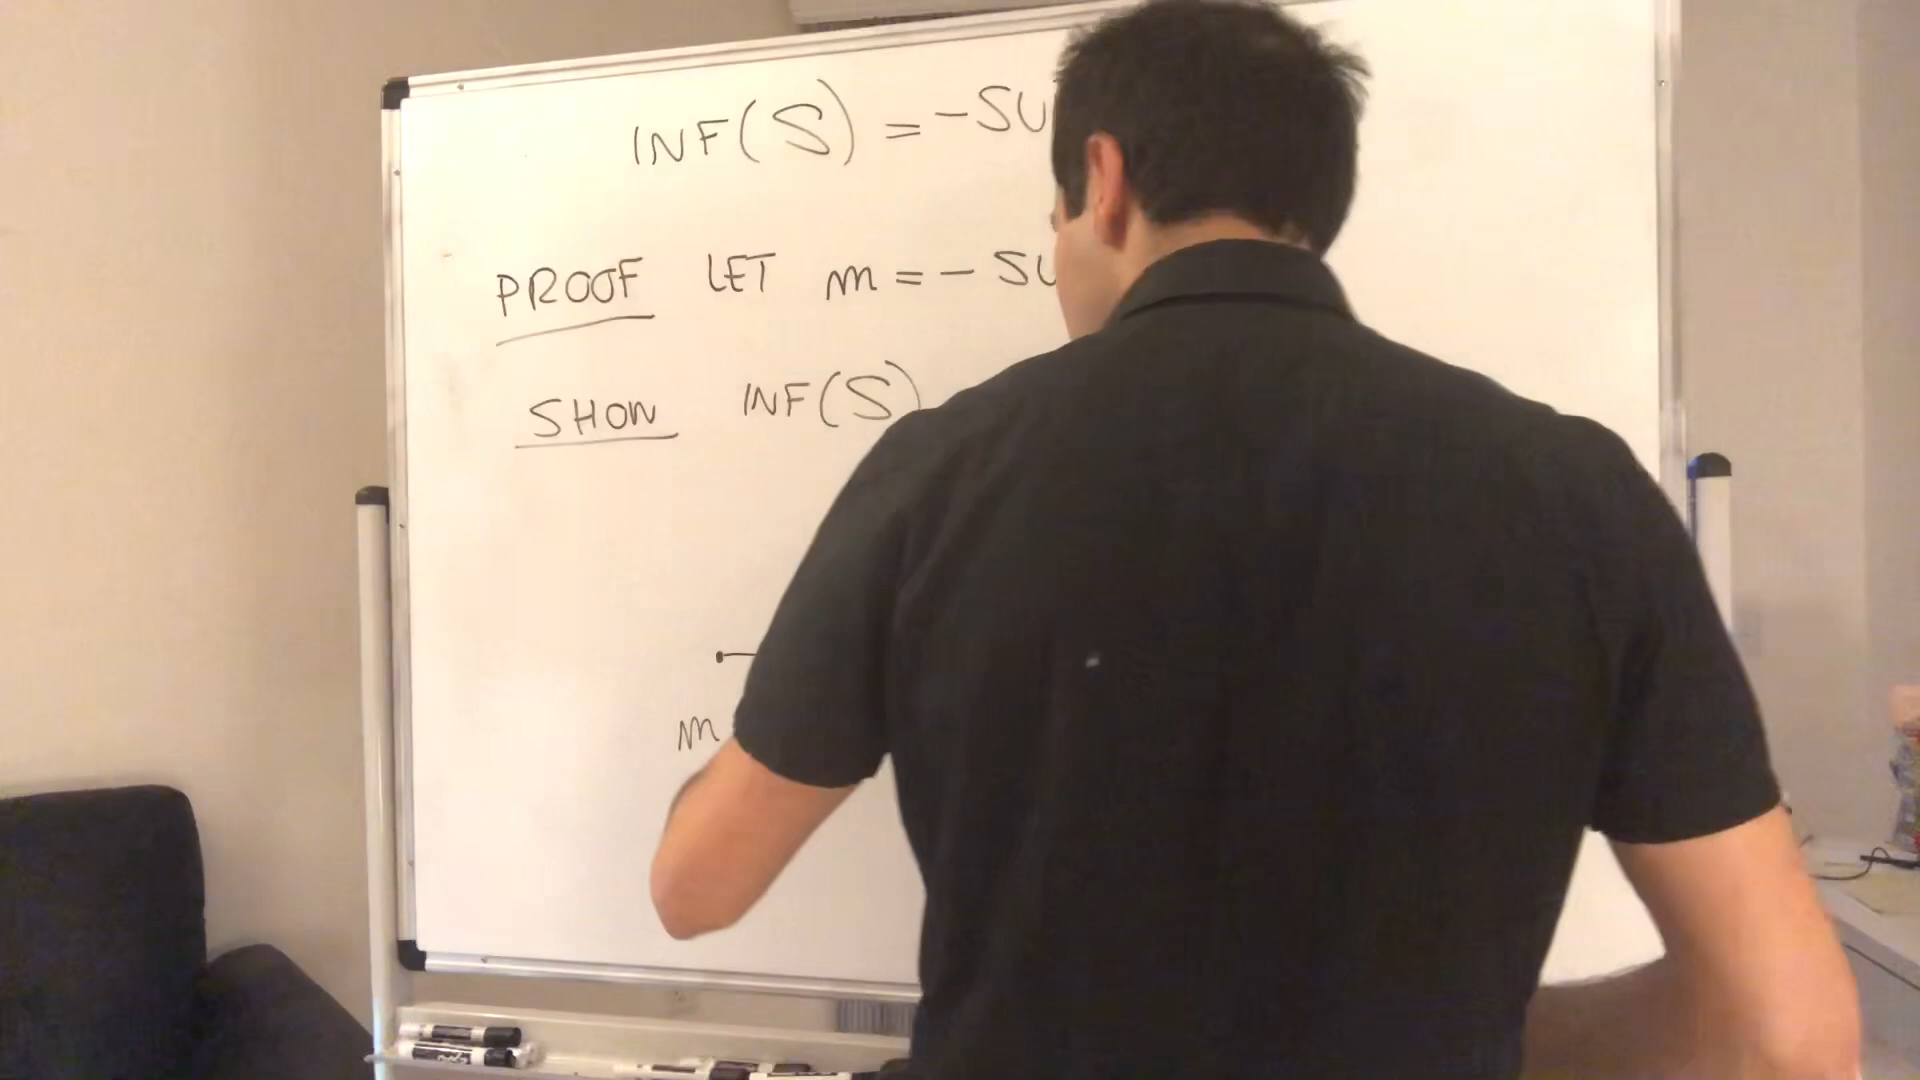 INF(S) = -SU
PROOF LET m = - SU
SHOW INF(S)
m